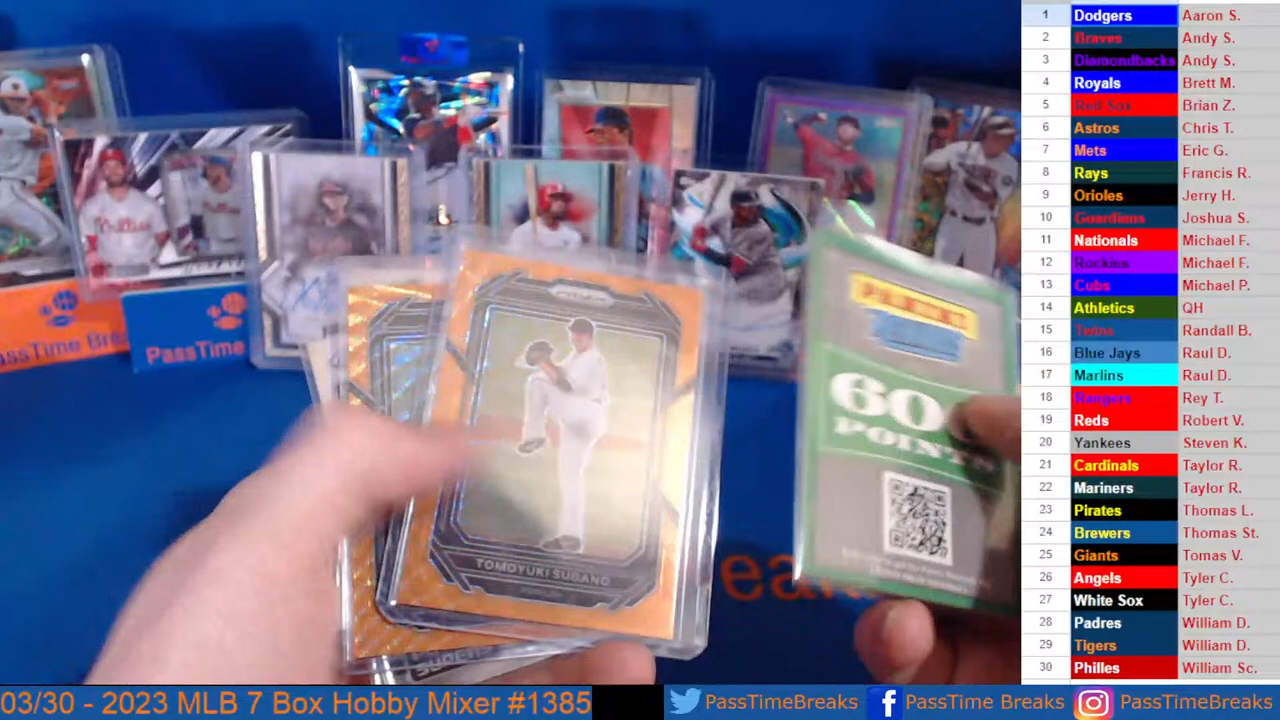 1 Dodgers Aaron S.
2 Braves Andy S.
3 Diamondbacks Andy S.
4 Royals Brett M.
5 Red Sox Brian Z.
6 Astros Chris T.
7 Mets Eric G.
8 Rays Francis R.
9 Orioles Jerry H.
10 Guardians Joshua S.
11 Nationals Michael F.
12 Rockies Michael F.
13 Cubs Michael P.
14 Athletics QH
15 Twins Randall B.
16 Blue Jays Raul D.
17 Marlins Raul D.
18 Rangers Rey T.
19 Reds Robert V.
20 Yankees Steven K.
21 Cardinals Taylor R.
22 Mariners Taylor R.
23 Pirates Thomas L.
24 Brewers Thomas St.
25 Giants Tomas V.
26 Angels Tyler C.
27 White Sox Tyler C.
28 Padres William D.
29 Tigers William D.
30 Philles William Sc.
Phillies
PassTime Brea
PassTime
PRIZM
TOMOYUKI SUGANO
PANINI
POINTS
03/30 - 2023 MLB 7 Box Hobby Mixer #1385
PassTimeBreaks
PassTime Breaks
PassTimeBreaks